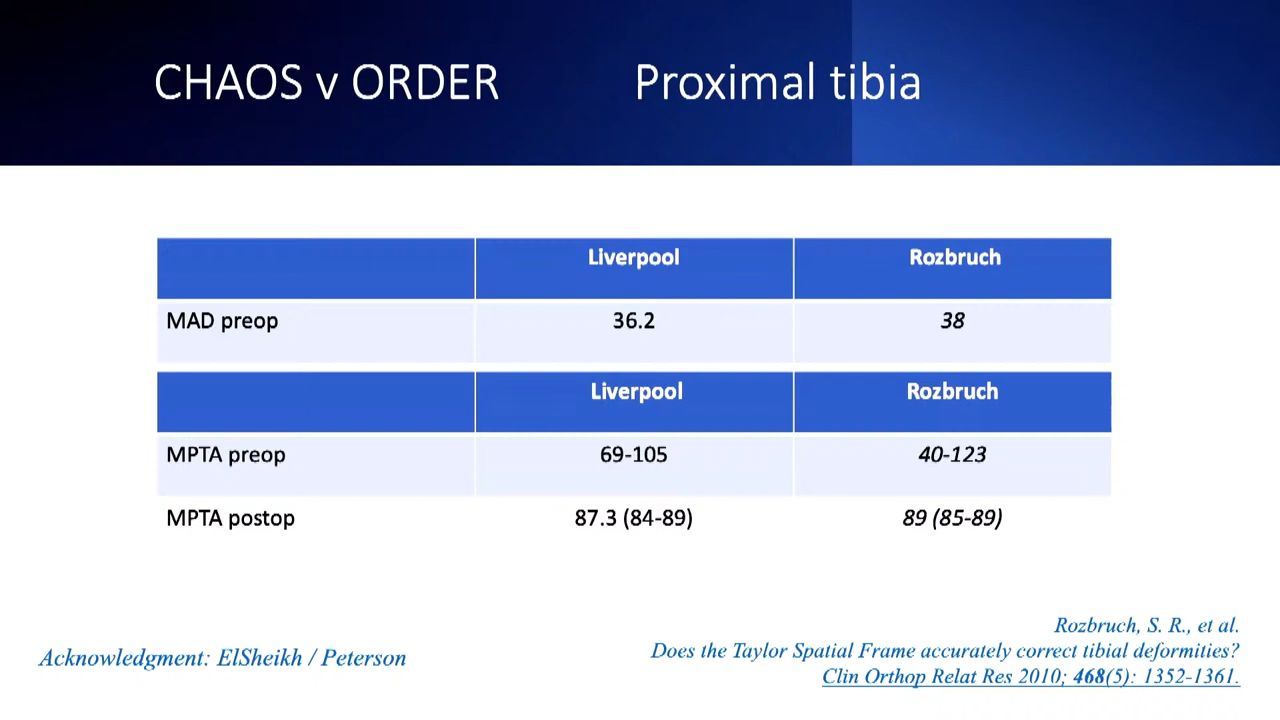 CHAOS v ORDER Proximal tibia
Liverpool Rozbruch
MAD preop 36.2 38
Liverpool Rozbruch
MPTA preop 69-105 40-123
MPTA postop 87.3 (84-89) 89 (85-89)
Rozbruch, S. R., et al.
Does the Taylor Spatial Frame accurately correct tibial deformities?
Clin Orthop Relat Res 2010; 468(5): 1352-1361.
Acknowledgment: ElSheikh / Peterson